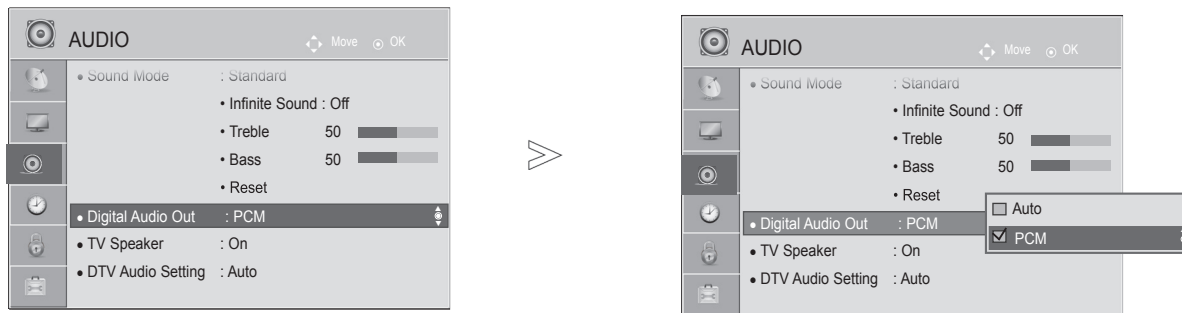 AUDIO
Move OK
• Sound Mode : Standard
• Infinite Sound : Off
• Treble 50
• Bass 50
• Reset
• Digital Audio Out : PCM
• TV Speaker : On
• DTV Audio Setting : Auto
AUDIO
Move OK
• Sound Mode : Standard
• Infinite Sound : Off
• Treble 50
• Bass 50
• Reset
• Digital Audio Out : PCM
• TV Speaker : On
• DTV Audio Setting : Auto
Auto
PCM